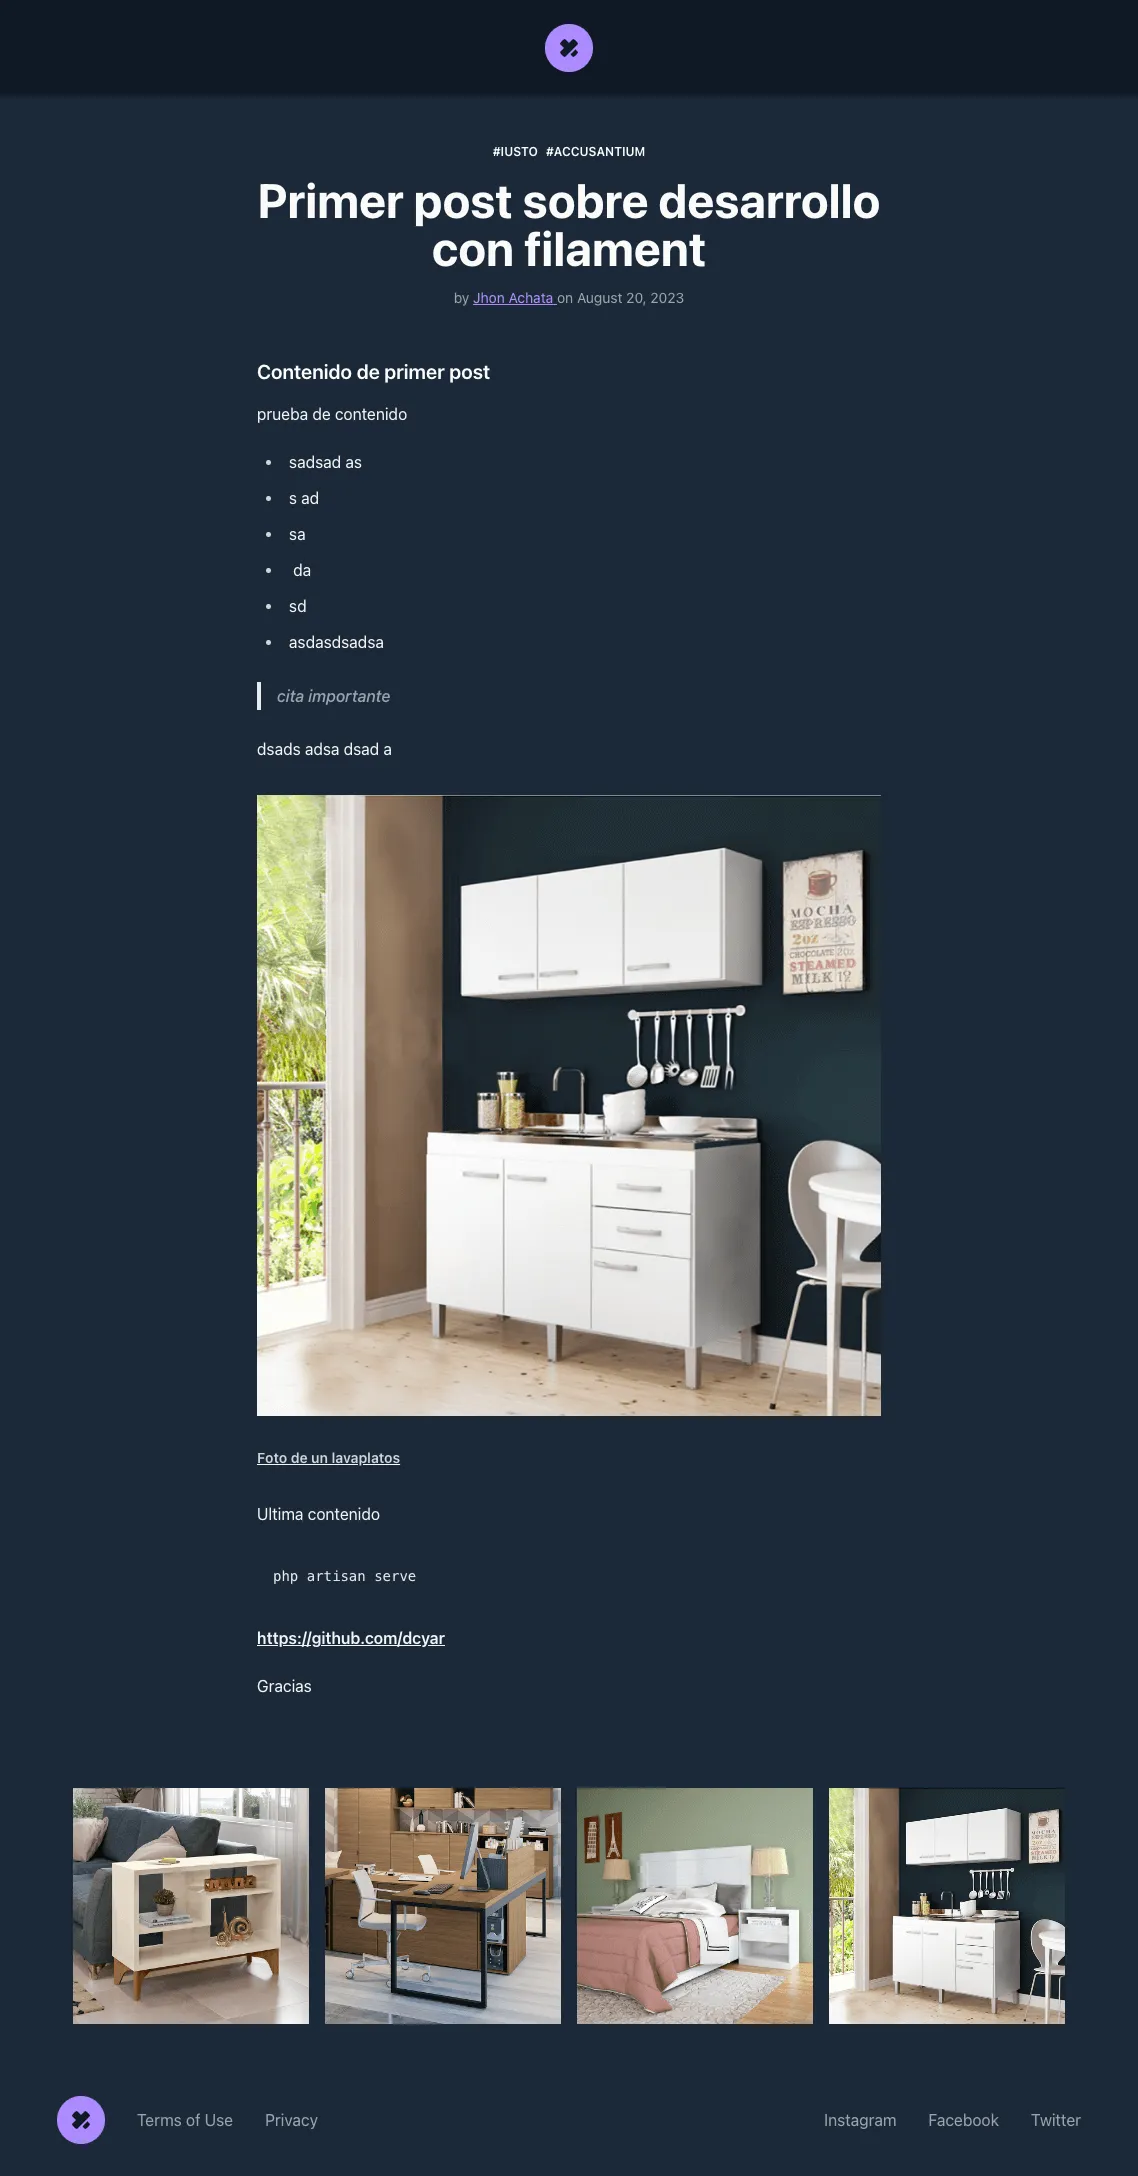 #IUSTO #ACCUSANTIUM
Primer post sobre desarrollo
con filament
by Jhon Achata on August 20, 2023
Contenido de primer post
prueba de contenido
• sadsad as
• s ad
• sa
• da
• sd
• asdasdsadsa
cita importante
dsads adsa dsad a
MOCHA
ESPRESSO
2oz
CHOCOLATE 2oz
STEAMED
MILK 12
Foto de un lavaplatos
Ultima contenido
php artisan serve
https://github.com/dcyar
Gracias
Terms of Use Privacy Instagram Facebook Twitter